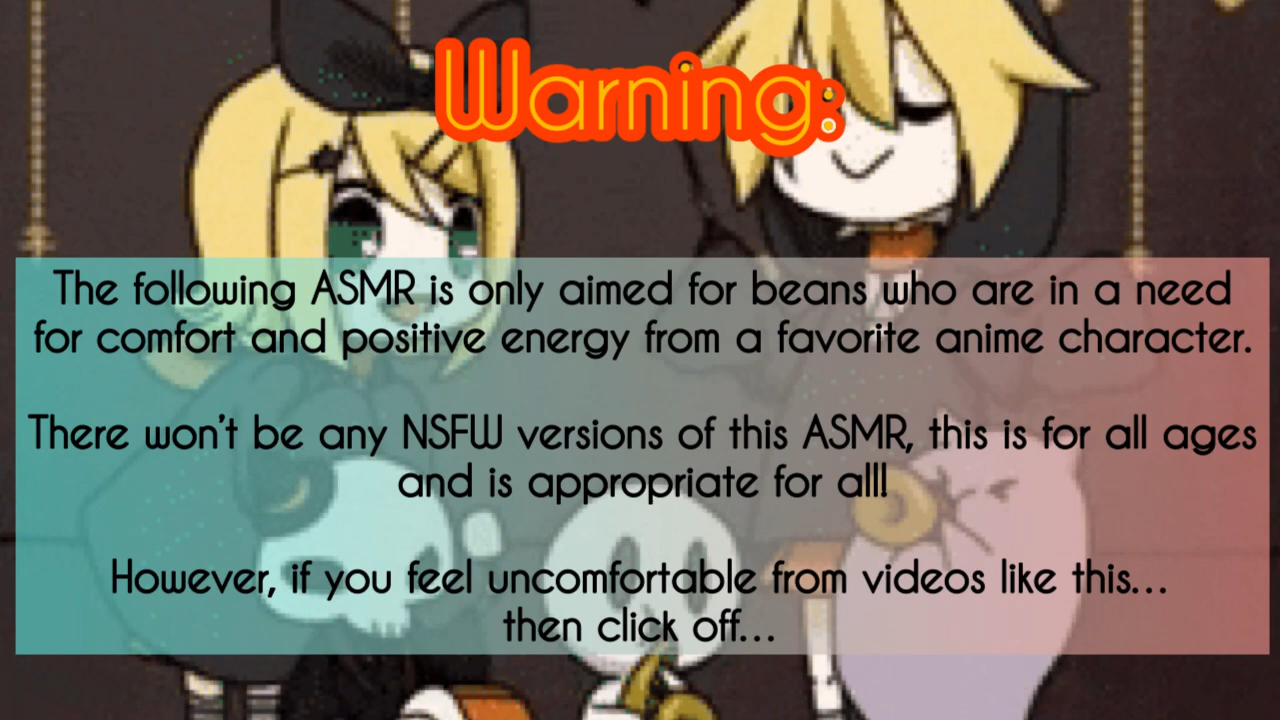 Warning:
The following ASMR is only aimed for beans who are in a need
for comfort and positive energy from a favorite anime character.
There won't be any NSFW versions of this ASMR, this is for all ages
and is appropriate for all!
However, if you feel uncomfortable from videos like this...
then click off...